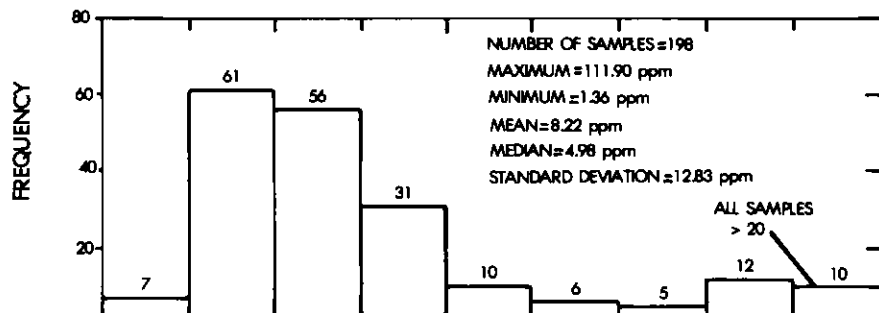 80
NUMBER OF SAMPLES=198
MAXIMUM=111.90 ppm
MINIMUM=1.36 ppm
MEAN=8.22 ppm
MEDIAN=4.98 ppm
STANDARD DEVIATION=12.83 ppm
FREQUENCY
60
40
20
7
61
56
31
10
6
5
12
10
ALL SAMPLES
> 20